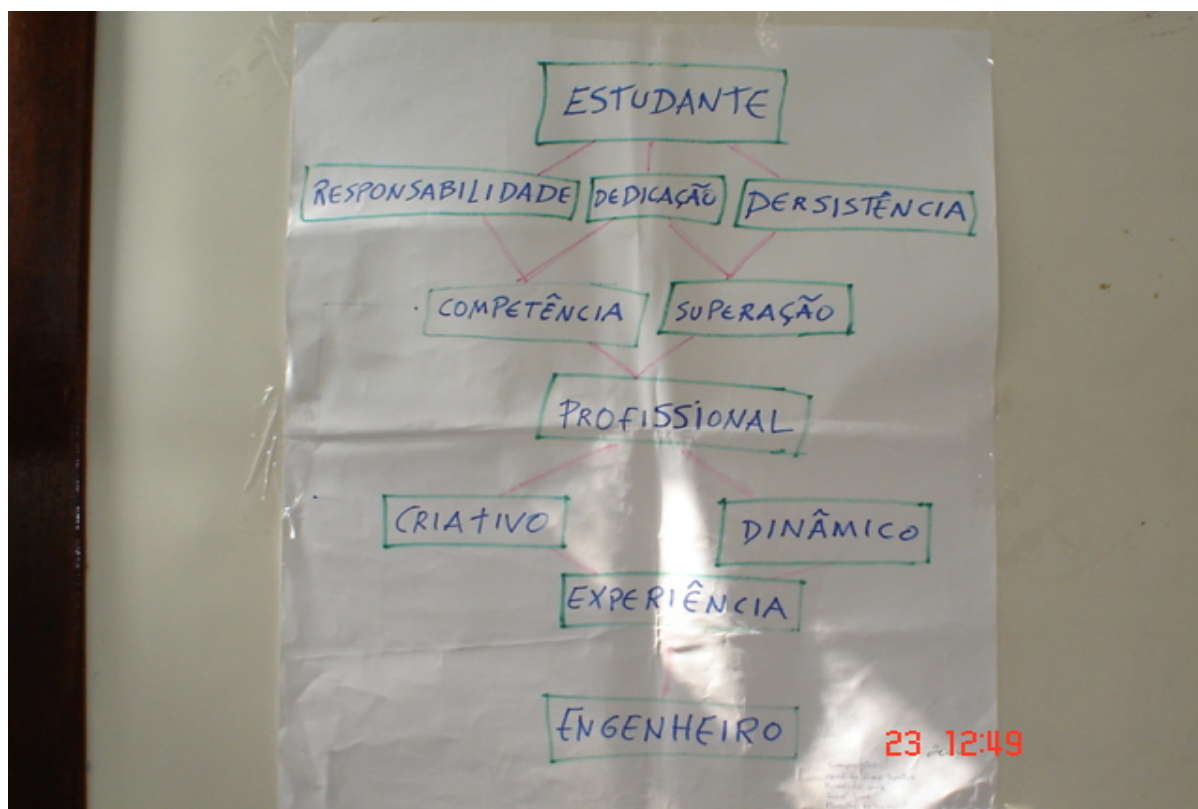 ESTUDANTE
RESPONSABILIDADE DEDICAÇÃO PERSISTÊNCIA
COMPETÊNCIA SUPERAÇÃO
PROFISSIONAL
CRIATIVO DINÂMICO
EXPERIÊNCIA
ENGENHEIRO
23 12:49